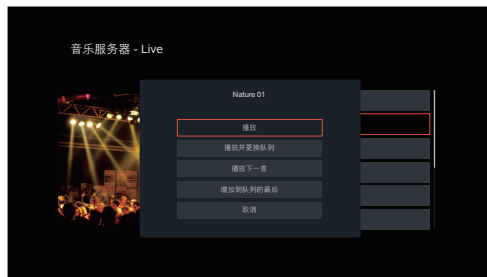 音乐服务器 - Live
Nature 01
播放
播放并更换队列
播放下一首
增加到队列的最后
取消